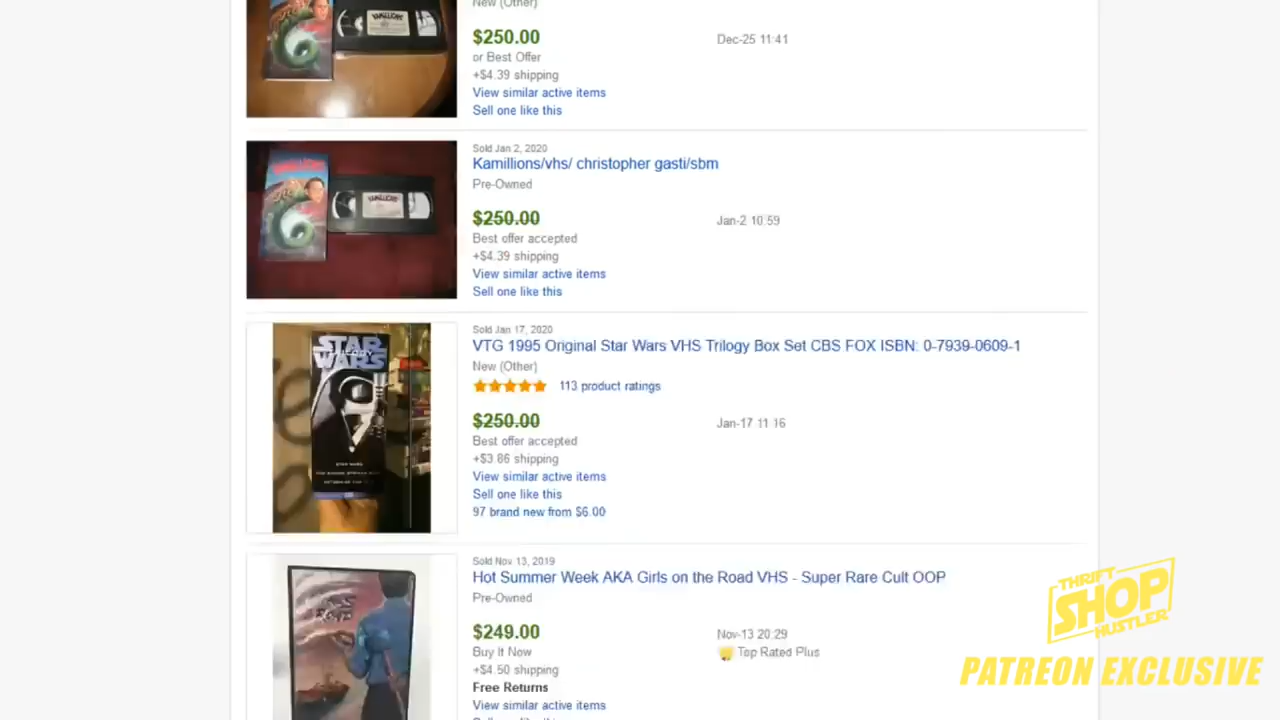 New (Other)
$250.00
Dec-25 11:41
or Best Offer
+$4.39 shipping
View similar active items
Sell one like this
Sold Jan 2, 2020
Kamillions/vhs/ christopher gasti/sbm
Pre-Owned
$250.00
Jan-2 10:59
Best offer accepted
+$4.39 shipping
View similar active items
Sell one like this
STAR
WARS
TRILOGY
Sold Jan 17, 2020
VTG 1995 Original Star Wars VHS Trilogy Box Set CBS FOX ISBN: 0-7939-0609-1
New (Other)
113 product ratings
$250.00
Jan-17 11:16
Best offer accepted
+$3.86 shipping
View similar active items
Sell one like this
97 brand new from $6.00
Sold Nov 13, 2019
Hot Summer Week AKA Girls on the Road VHS - Super Rare Cult OOP
Pre-Owned
$249.00
Nov-13 20:29
Buy It Now
Top Rated Plus
+$4.50 shipping
Free Returns
View similar active items
THRIFT
SHOP
HUSTLER
PATREON EXCLUSIVE